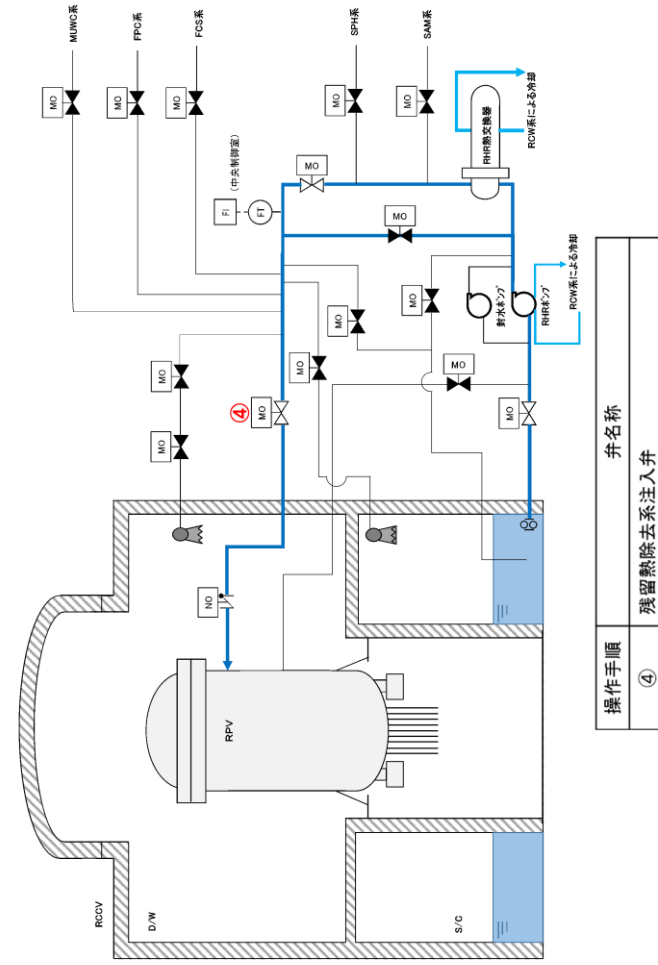 MUWC系
FPC系
FCS系
SPH系
SAM系
MO
MO
MO
MO
MO
FI
FT
(中央制御室)
MO
MO
RHR熱交換器
RCW系による冷却
MO
MO
④
MO
MO
MO
MO
MO
MO
封水ポンプ
RHRポンプ
RCW系による冷却
NO
RPV
RCCV
D/W
S/C
操作手順 弁名称
④ 残留熱除去系注入弁